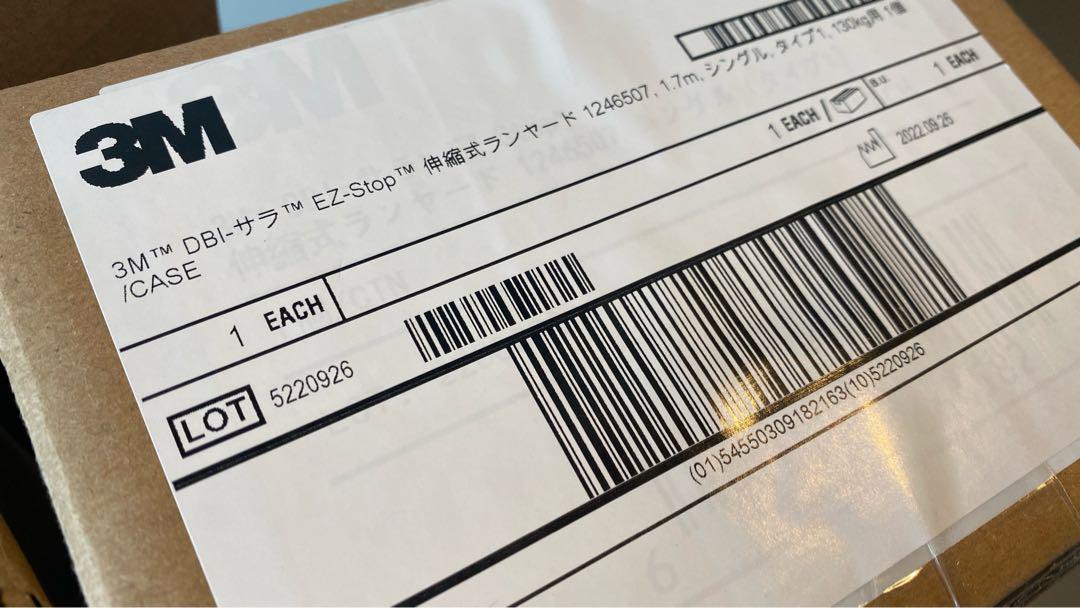 3M
3M™ DBI-サラ™ EZ-Stop™ 伸縮式ランヤード 1246507, 1.7m, シングル, タイプ1, 130kg用 1個
/CASE
1 EACH
1 EACH /
B.U.
1 EACH
2022.09.26
LOT
5220926
(01)54550309182163(10)5220926